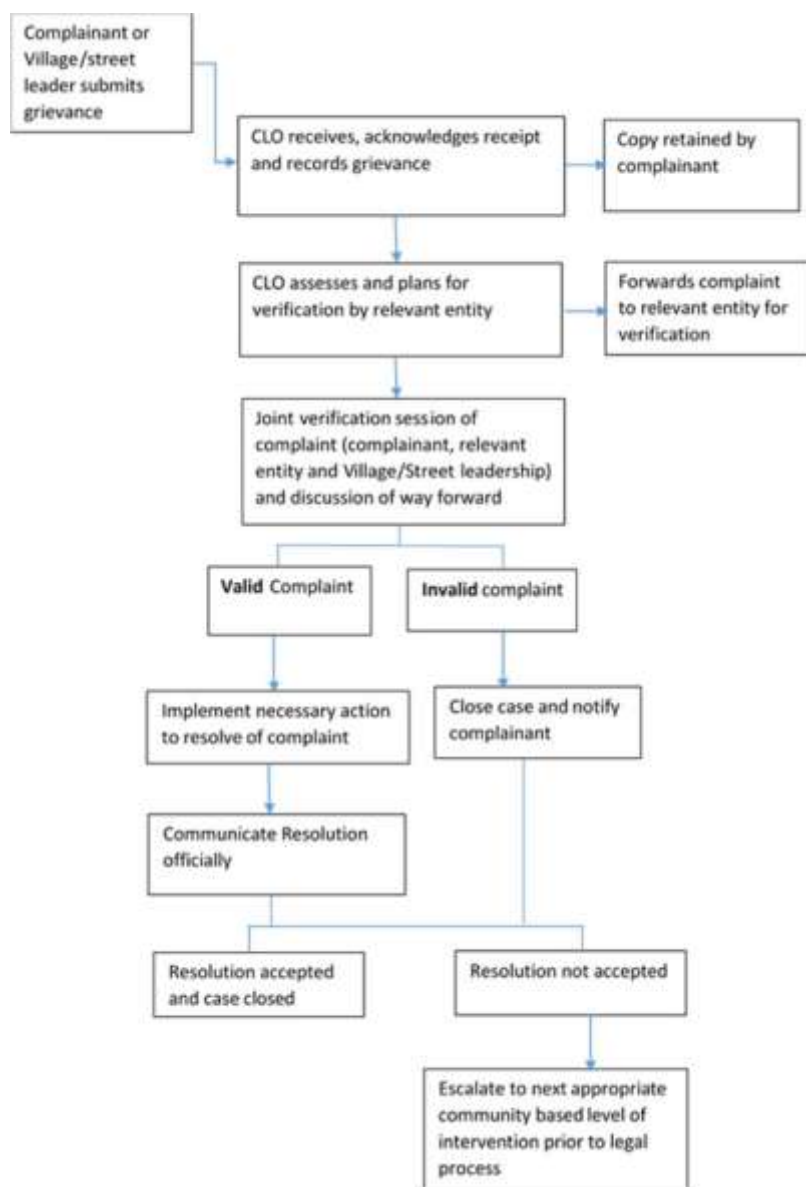 Complainant or
Village/street
leader submits
grievance
CLO receives, acknowledges receipt
and records grievance
Copy retained by
complainant
CLO assesses and plans for
verification by relevant entity
Forwards complaint
to relevant entity for
verification
Joint verification session of
complaint (complainant, relevant
entity and Village/Street leadership)
and discussion of way forward
Valid Complaint
Invalid complaint
Implement necessary action
to resolve of complaint
Close case and notify
complainant
Communicate Resolution
officially
Resolution accepted
and case closed
Resolution not accepted
Escalate to next appropriate
community based level of
intervention prior to legal
process